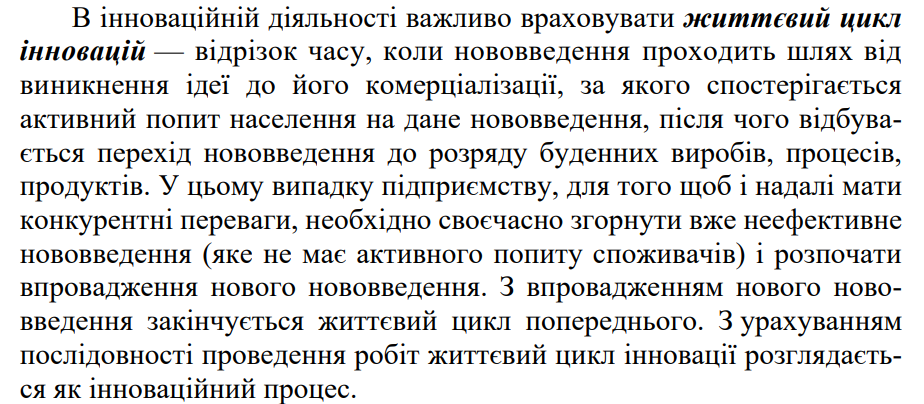 В інноваційній діяльності важливо враховувати життєвий цикл
інновацій — відрізок часу, коли нововведення проходить шлях від
виникнення ідеї до його комерціалізації, за якого спостерігається
активний попит населення на дане нововведення, після чого відбува-
ється перехід нововведення до розряду буденних виробів, процесів,
продуктів. У цьому випадку підприємству, для того щоб і надалі мати
конкурентні переваги, необхідно своєчасно згорнути вже неефективне
нововведення (яке не має активного попиту споживачів) і розпочати
впровадження нового нововведення. З впровадженням нового ново-
введення закінчується життєвий цикл попереднього. З урахуванням
послідовності проведення робіт життєвий цикл інновації розглядаєть-
ся як інноваційний процес.